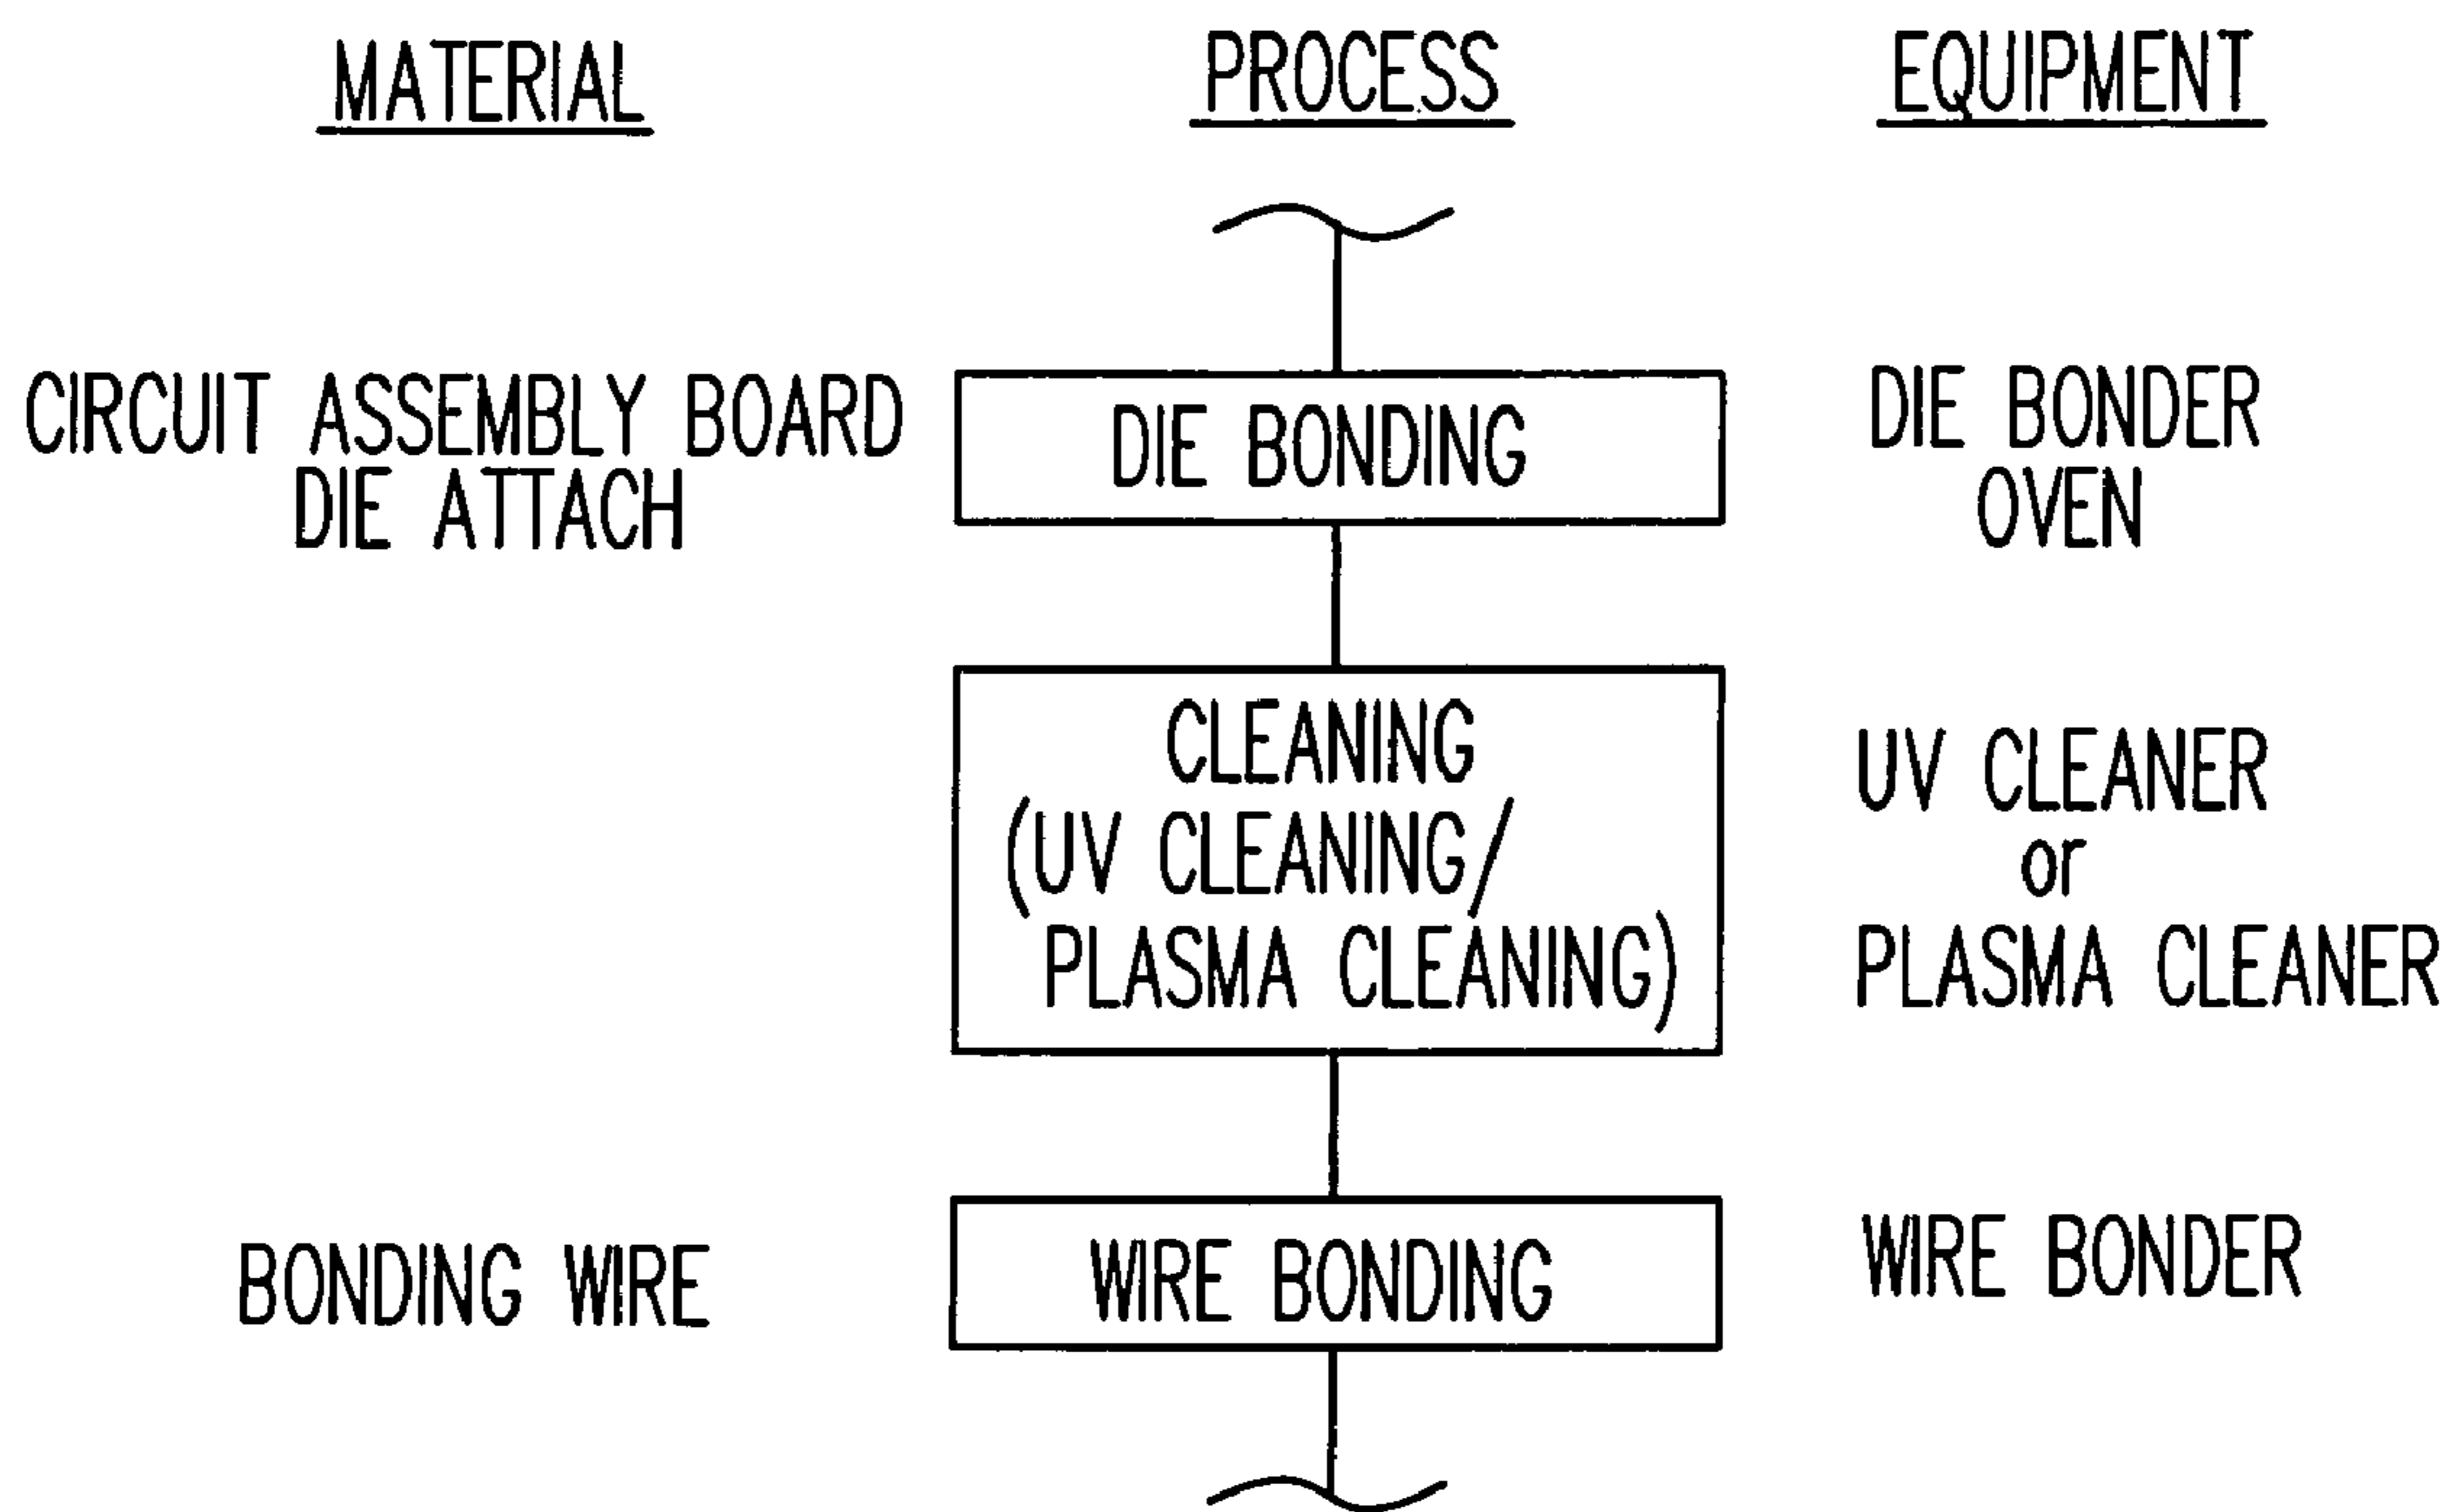 MATERIAL PROCESS EQUIPMENT
CIRCUIT ASSEMBLY BOARD
DIE ATTACH
DIE BONDING
DIE BONDER
OVEN
CLEANING
(UV CLEANING/
PLASMA CLEANING)
UV CLEANER
or
PLASMA CLEANER
BONDING WIRE
WIRE BONDING
WIRE BONDER